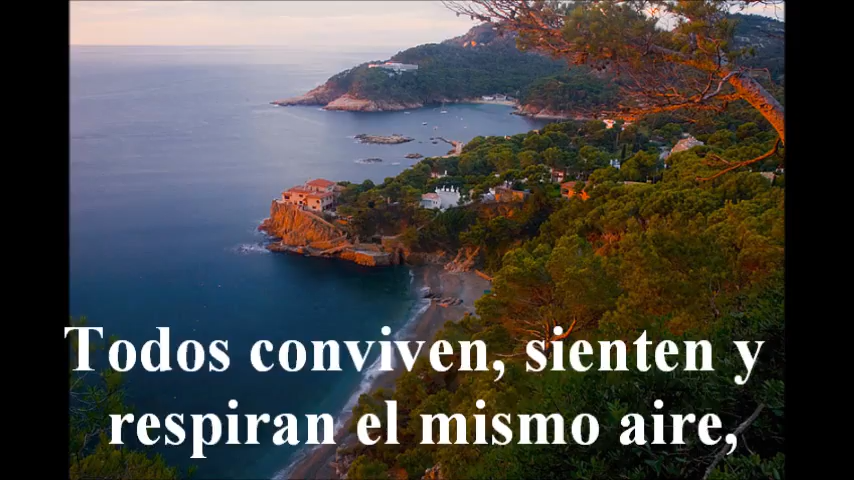 Todos conviven, sienten y
respiran el mismo aire,